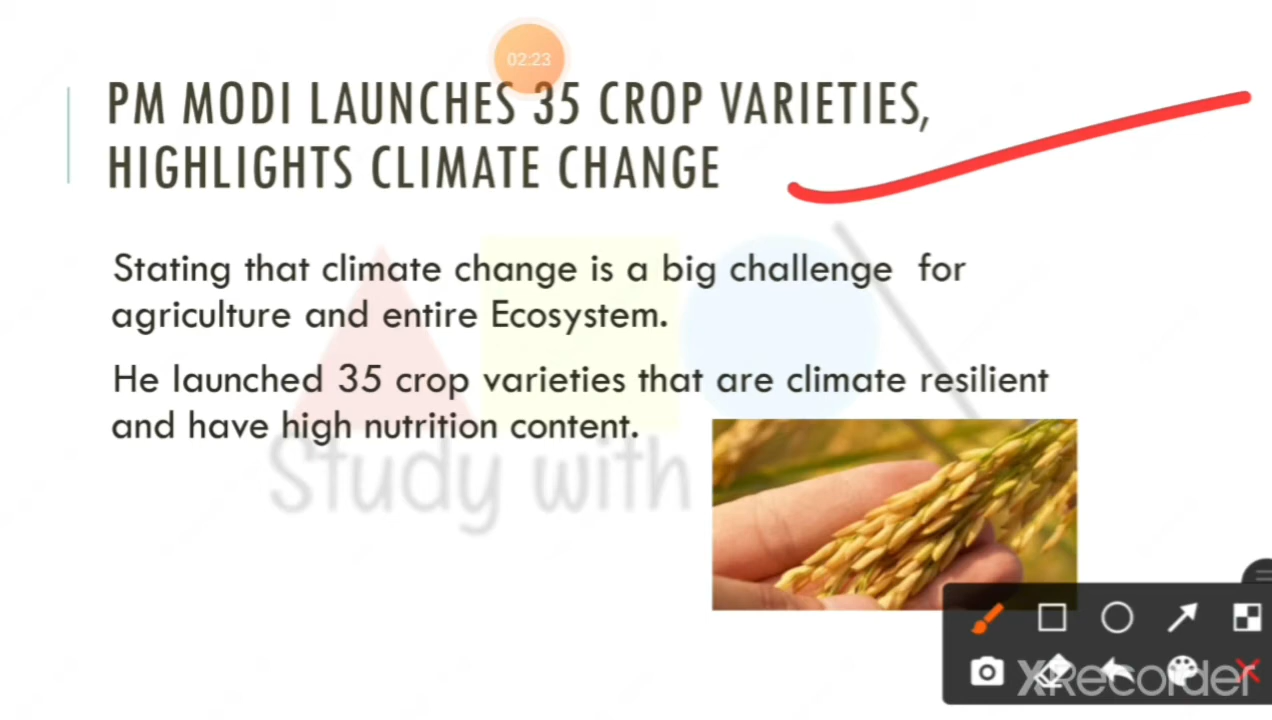 02:23
PM MODI LAUNCHES 35 CROP VARIETIES,
HIGHLIGHTS CLIMATE CHANGE
Stating that climate change is a big challenge for
agriculture and entire Ecosystem.
He launched 35 crop varieties that are climate resilient
and have high nutrition content.
Study with
XRecorder